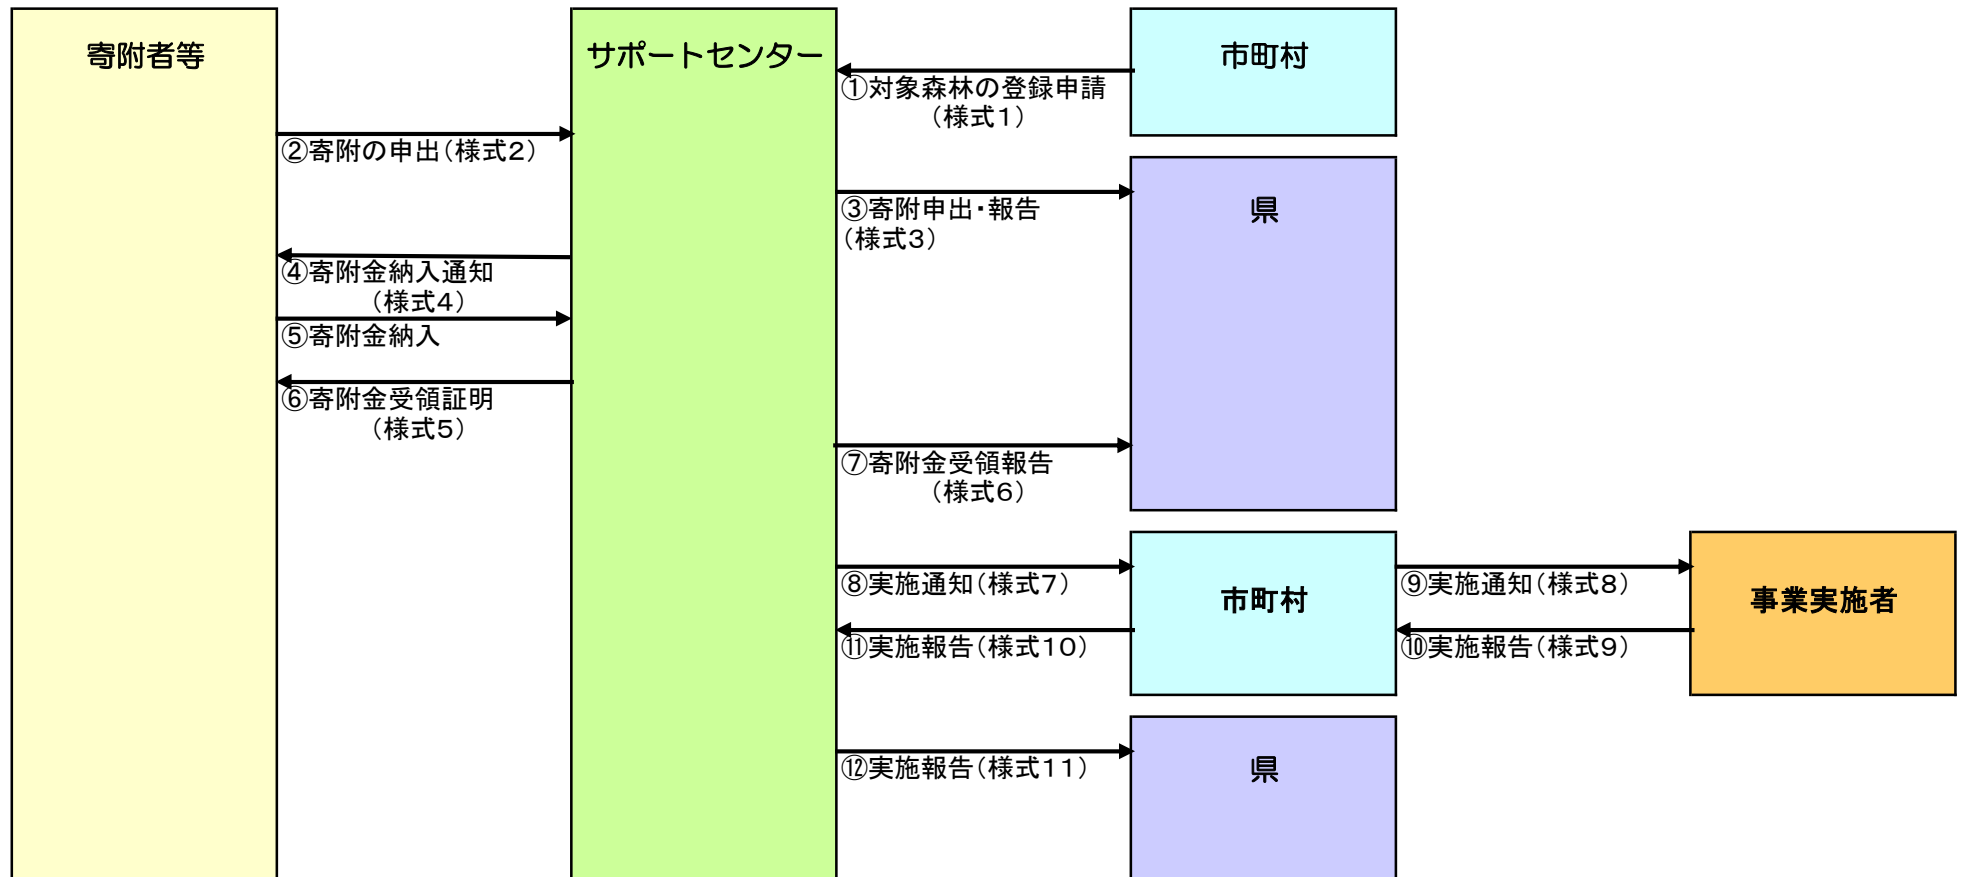 寄附者等
サポートセンター
市町村
①対象森林の登録申請
（様式１）
②寄附の申出（様式２）
県
③寄附申出・報告
（様式３）
④寄附金納入通知
（様式４）
⑤寄附金納入
⑥寄附金受領証明
（様式５）
⑦寄附金受領報告
（様式６）
⑧実施通知（様式７）
市町村
⑨実施通知（様式８）
事業実施者
⑪実施報告（様式１０）
⑩実施報告（様式９）
⑫実施報告（様式１１）
県